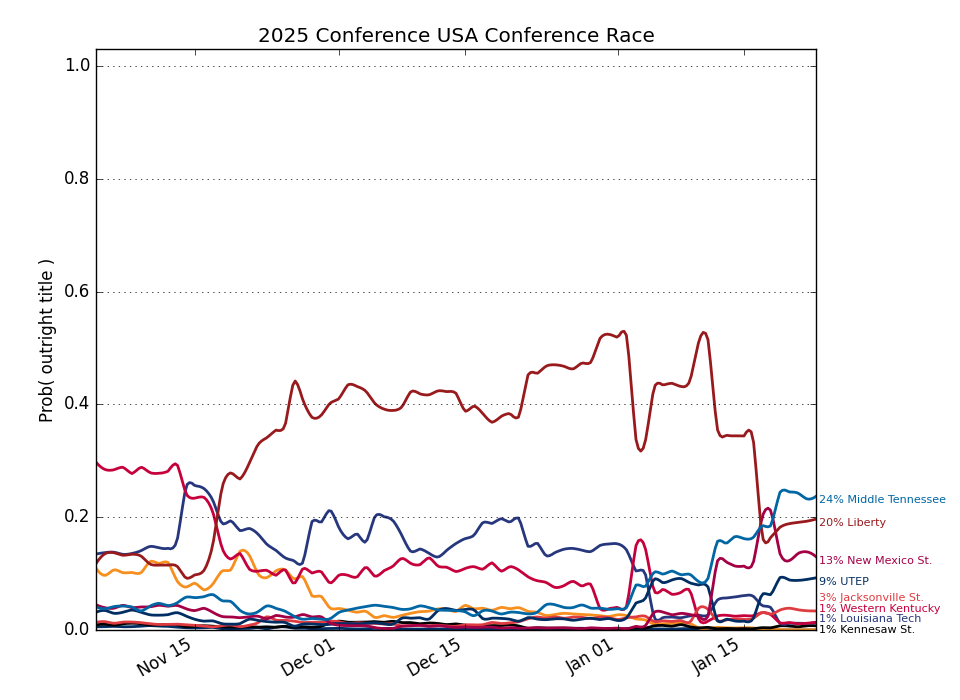 2025 Conference USA Conference Race
Prob( outright title )
1.0
0.8
0.6
0.4
0.2
0.0
Nov 15
Dec 01
Dec 15
Jan 01
Jan 15
24% Middle Tennessee
20% Liberty
13% New Mexico St.
9% UTEP
3% Jacksonville St.
1% Western Kentucky
1% Louisiana Tech
1% Kennesaw St.